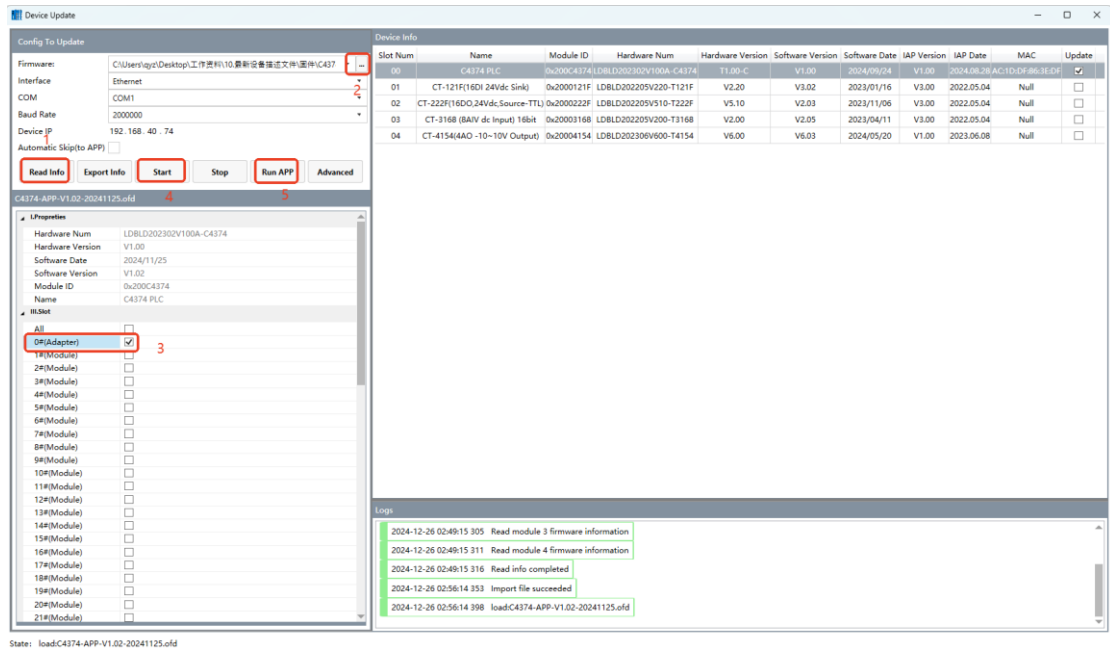 Device Update
Config To Update
Firmware: C:\Users\qyz\Desktop\工作资料\10.最新设备描述文件\固件\C437 ...
2
Interface Ethernet
COM COM1
Baud Rate 2000000
Device IP 192 . 168 . 40 . 74
1
Automatic Skip(to APP)
Read Info Export Info Start Stop Run APP Advanced
4 5
C4374-APP-V1.02-20241125.ofd
I.Propreties
Hardware Num LDBLD202302V100A-C4374
Hardware Version V1.00
Software Date 2024/11/25
Software Version V1.02
Module ID 0x200C4374
Name C4374 PLC
III.Slot
All
0#(Adapter)
3
1#(Module)
2#(Module)
3#(Module)
4#(Module)
5#(Module)
6#(Module)
7#(Module)
8#(Module)
9#(Module)
10#(Module)
11#(Module)
12#(Module)
13#(Module)
14#(Module)
15#(Module)
16#(Module)
17#(Module)
18#(Module)
19#(Module)
20#(Module)
21#(Module)
Device Info
Slot Num Name Module ID Hardware Num Hardware Version Software Version Software Date IAP Version IAP Date MAC Update
00 C4374 PLC 0x200C4374 LDBLD202302V100A-C4374 T1.00-C V1.00 2024/09/24 V1.00 2024.08.28 AC:1D:DF:86:3E:DF
01 CT-121F(16DI 24Vdc Sink) 0x2000121F LDBLD202205V220-T121F V2.20 V3.02 2023/01/16 V3.00 2022.05.04 Null
02 CT-222F(16DO,24Vdc,Source-TTL) 0x2000222F LDBLD202205V510-T222F V5.10 V2.03 2023/11/06 V3.00 2022.05.04 Null
03 CT-3168 (8AIV dc Input) 16bit 0x20003168 LDBLD202205V200-T3168 V2.00 V2.05 2023/04/11 V3.00 2022.05.04 Null
04 CT-4154(4AO -10~10V Output) 0x20004154 LDBLD202306V600-T4154 V6.00 V6.03 2024/05/20 V1.00 2023.06.08 Null
Logs
2024-12-26 02:49:15 305 Read module 3 firmware information
2024-12-26 02:49:15 311 Read module 4 firmware information
2024-12-26 02:49:15 316 Read info completed
2024-12-26 02:56:14 353 Import file succeeded
2024-12-26 02:56:14 398 load:C4374-APP-V1.02-20241125.ofd
State: load:C4374-APP-V1.02-20241125.ofd